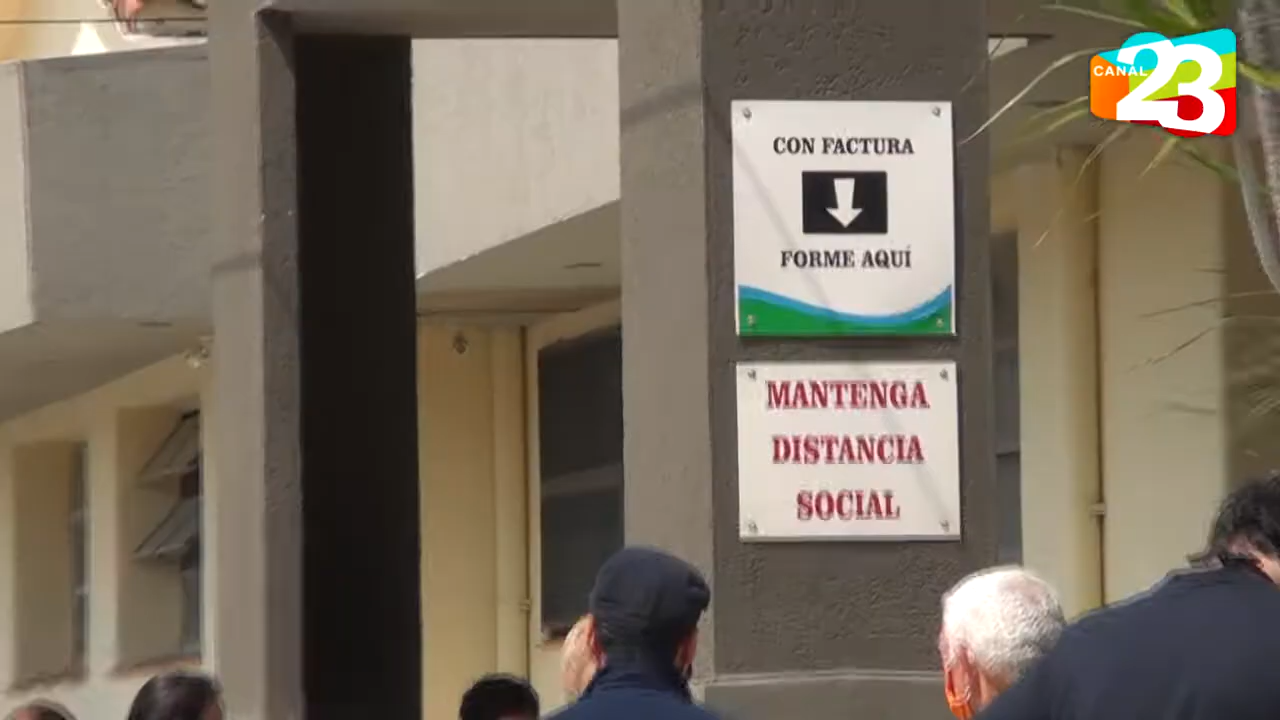 CANAL 23
CON FACTURA
FORME AQUÍ
MANTENGA
DISTANCIA
SOCIAL